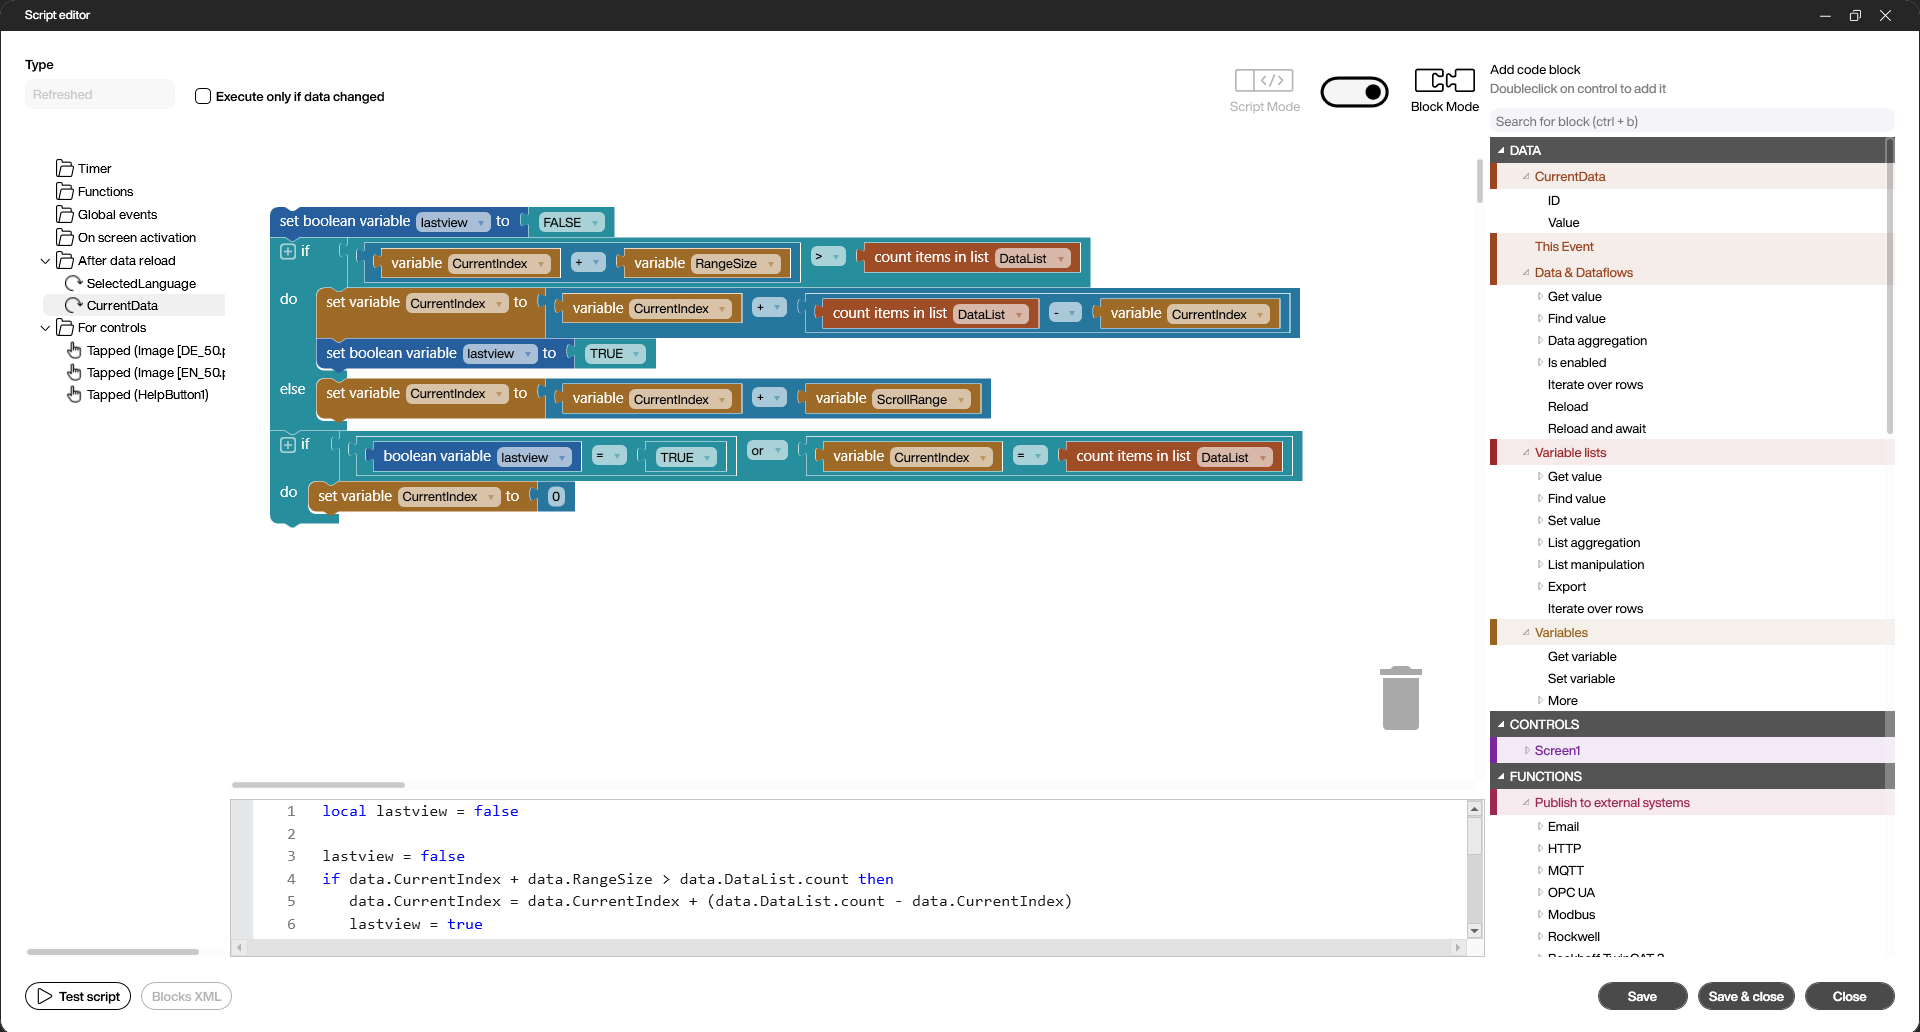 Script editor
Type
Refreshed
Execute only if data changed
Script Mode
Block Mode
Add code block
Doubleclick on control to add it
Search for block (ctrl + b)
Timer
Functions
Global events
On screen activation
After data reload
SelectedLanguage
CurrentData
For controls
Tapped (Image [DE_50.p
Tapped (Image [EN_50.p
Tapped (HelpButton1)
set boolean variable lastview to FALSE
if variable CurrentIndex + variable RangeSize > count items in list DataList
do set variable CurrentIndex to variable CurrentIndex + count items in list DataList - variable CurrentIndex
set boolean variable lastview to TRUE
else set variable CurrentIndex to variable CurrentIndex + variable ScrollRange
if boolean variable lastview = TRUE or variable CurrentIndex = count items in list DataList
do set variable CurrentIndex to 0
1 local lastview = false
2
3 lastview = false
4 if data.CurrentIndex + data.RangeSize > data.DataList.count then
5 data.CurrentIndex = data.CurrentIndex + (data.DataList.count - data.CurrentIndex)
6 lastview = true
DATA
CurrentData
ID
Value
This Event
Data & Dataflows
Get value
Find value
Data aggregation
Is enabled
Iterate over rows
Reload
Reload and await
Variable lists
Get value
Find value
Set value
List aggregation
List manipulation
Export
Iterate over rows
Variables
Get variable
Set variable
More
CONTROLS
Screen1
FUNCTIONS
Publish to external systems
Email
HTTP
MQTT
OPC UA
Modbus
Rockwell
Test script
Blocks XML
Save
Save & close
Close